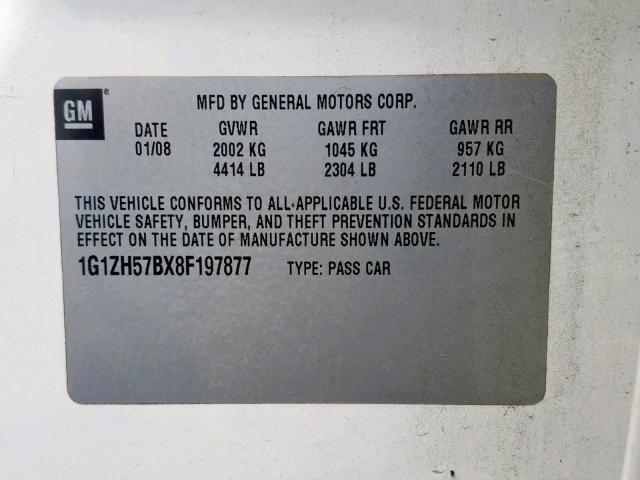 GM
MFD BY GENERAL MOTORS CORP.
DATE GVWR GAWR FRT GAWR RR
01/08 2002 KG 1045 KG 957 KG
4414 LB 2304 LB 2110 LB
THIS VEHICLE CONFORMS TO ALL APPLICABLE U.S. FEDERAL MOTOR
VEHICLE SAFETY, BUMPER, AND THEFT PREVENTION STANDARDS IN
EFFECT ON THE DATE OF MANUFACTURE SHOWN ABOVE.
1G1ZH57BX8F197877 TYPE: PASS CAR